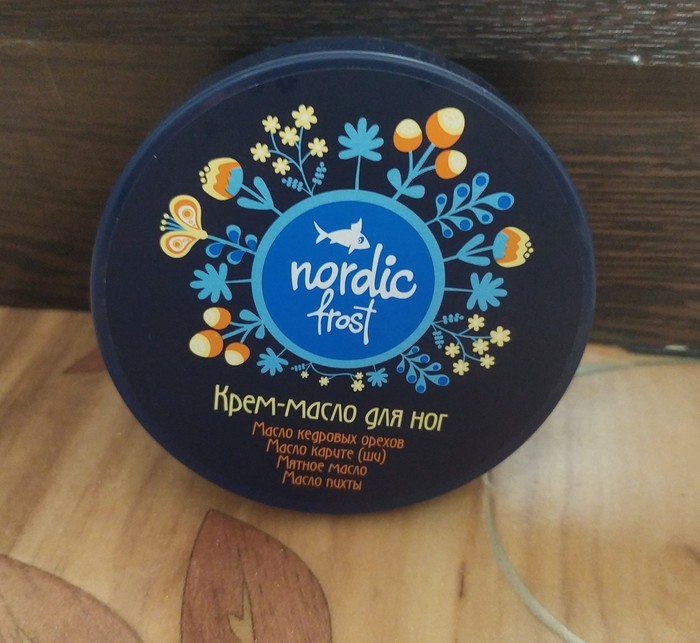 nordic
frost
Крем-масло для ног
Масло кедровых орехов
Масло карите (ши)
Мятное масло
Масло пихты